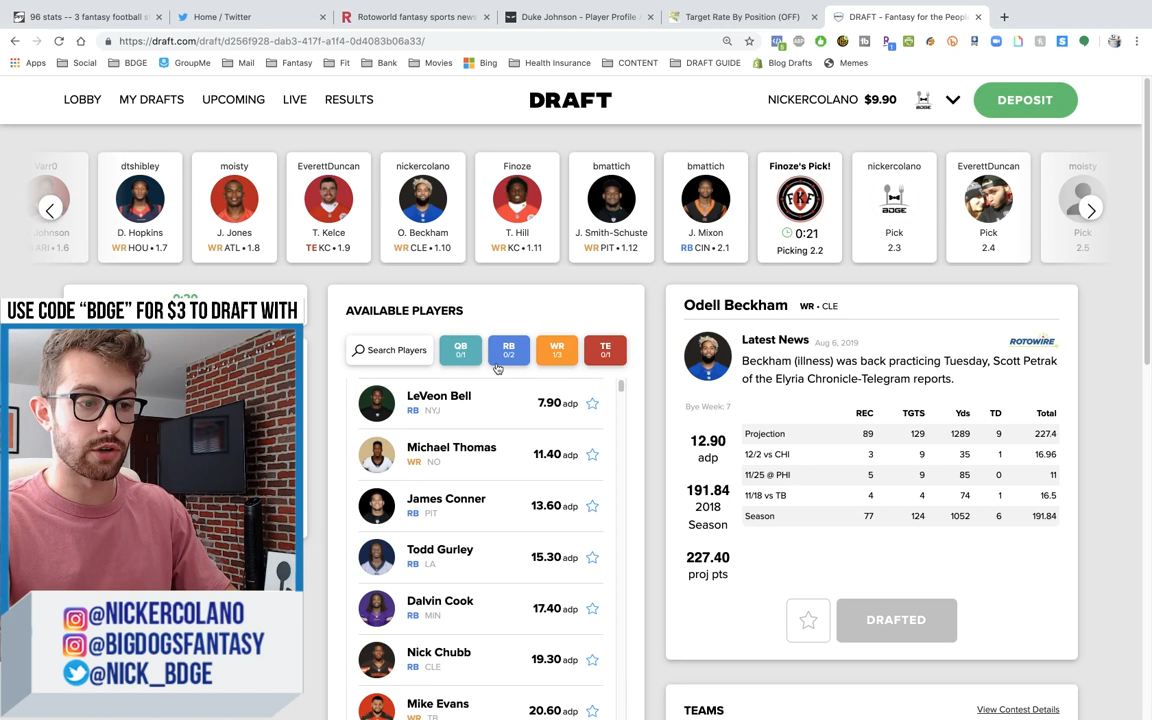 96 stats -- 3 fantasy football s
Home / Twitter
Rotoworld fantasy sports news
Duke Johnson - Player Profile
Target Rate By Position (OFF)
DRAFT - Fantasy for the People
https://draft.com/draft/d256f928-dab3-417f-a1f4-0d4083b06a33/
Apps
Social
BDGE
GroupMe
Mail
Fantasy
Fit
Bank
Movies
Bing
Health Insurance
CONTENT
DRAFT GUIDE
Blog Drafts
Memes
LOBBY
MY DRAFTS
UPCOMING
LIVE
RESULTS
DRAFT
NICKERCOLANO $9.90
DEPOSIT
Varr0
Johnson
ARI • 1.6
dtshibley
D. Hopkins
WR HOU • 1.7
moisty
J. Jones
WR ATL • 1.8
EverettDuncan
T. Kelce
TE KC • 1.9
nickercolano
O. Beckham
WR CLE • 1.10
Finoze
T. Hill
WR KC • 1.11
bmattich
J. Smith-Schuste
WR PIT • 1.12
bmattich
J. Mixon
RB CIN • 2.1
Finoze's Pick!
FKF
0:21
Picking 2.2
nickercolano
BDGE
Pick
2.3
EverettDuncan
Pick
2.4
moisty
Pick
2.5
0:20
USE CODE "BDGE" FOR $3 TO DRAFT WITH
@NICKERCOLANO
@BIGDOGSFANTASY
@NICK_BDGE
AVAILABLE PLAYERS
Search Players
QB
0/1
RB
0/2
WR
1/3
TE
0/1
LeVeon Bell
RB NYJ
7.90 adp
Michael Thomas
WR NO
11.40 adp
James Conner
RB PIT
13.60 adp
Todd Gurley
RB LA
15.30 adp
Dalvin Cook
RB MIN
17.40 adp
Nick Chubb
RB CLE
19.30 adp
Mike Evans
WR TB
20.60 adp
Odell Beckham WR • CLE
Latest News Aug 6, 2019
ROTOWIRE
Beckham (illness) was back practicing Tuesday, Scott Petrak
of the Elyria Chronicle-Telegram reports.
Bye Week: 7
12.90
adp
191.84
2018
Season
227.40
proj pts
REC TGTS Yds TD Total
Projection 89 129 1289 9 227.4
12/2 vs CHI 3 9 35 1 16.96
11/25 @ PHI 5 9 85 0 11
11/18 vs TB 4 4 74 1 16.5
Season 77 124 1052 6 191.84
DRAFTED
TEAMS
View Contest Details